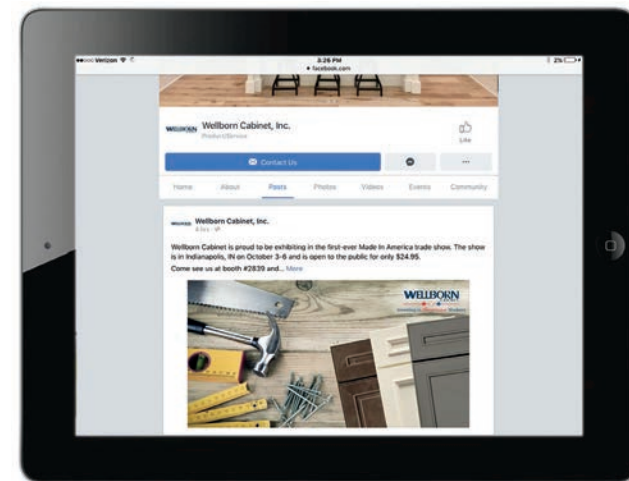 Verizon
3:26 PM
2%
facebook.com
WELLBORN Wellborn Cabinet, Inc.
Product/Service
Like
Contact Us
...
Home About Posts Photos Videos Events Community
Wellborn Cabinet, Inc.
Wellborn Cabinet is proud to be exhibiting in the first-ever Made In America trade show. The show
is in Indianapolis, IN on October 3-6 and is open to the public for only $24.95.
Come see us at booth #2839 and... More
WELLBORN